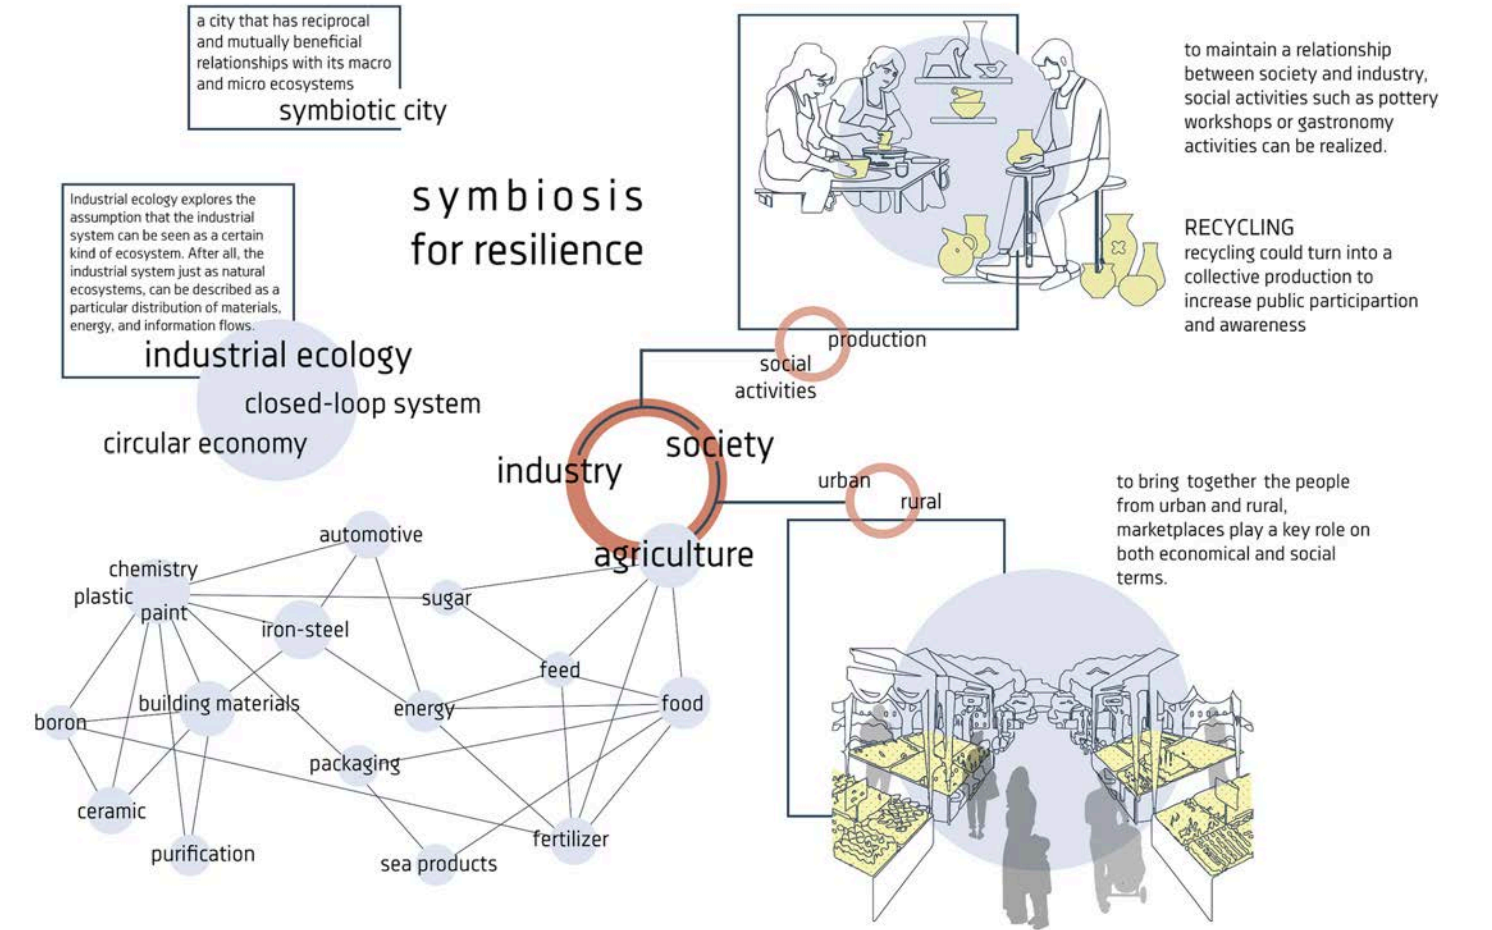 a city that has reciprocal
and mutually beneficial
relationships with its macro
and micro ecosystems
symbiotic city
Industrial ecology explores the
assumption that the industrial
system can be seen as a certain
kind of ecosystem. After all, the
industrial system just as natural
ecosystems, can be described as a
particular distribution of materials,
energy, and information flows.
industrial ecology
closed-loop system
circular economy
symbiosis
for resilience
to maintain a relationship
between society and industry,
social activities such as pottery
workshops or gastronomy
activities can be realized.
RECYCLING
recycling could turn into a
collective production to
increase public participartion
and awareness
production
social
activities
society
industry
agriculture
urban
rural
to bring together the people
from urban and rural,
marketplaces play a key role on
both economical and social
terms.
automotive
chemistry
plastic
paint
sugar
iron-steel
feed
building materials
energy
food
boron
packaging
ceramic
fertilizer
purification
sea products